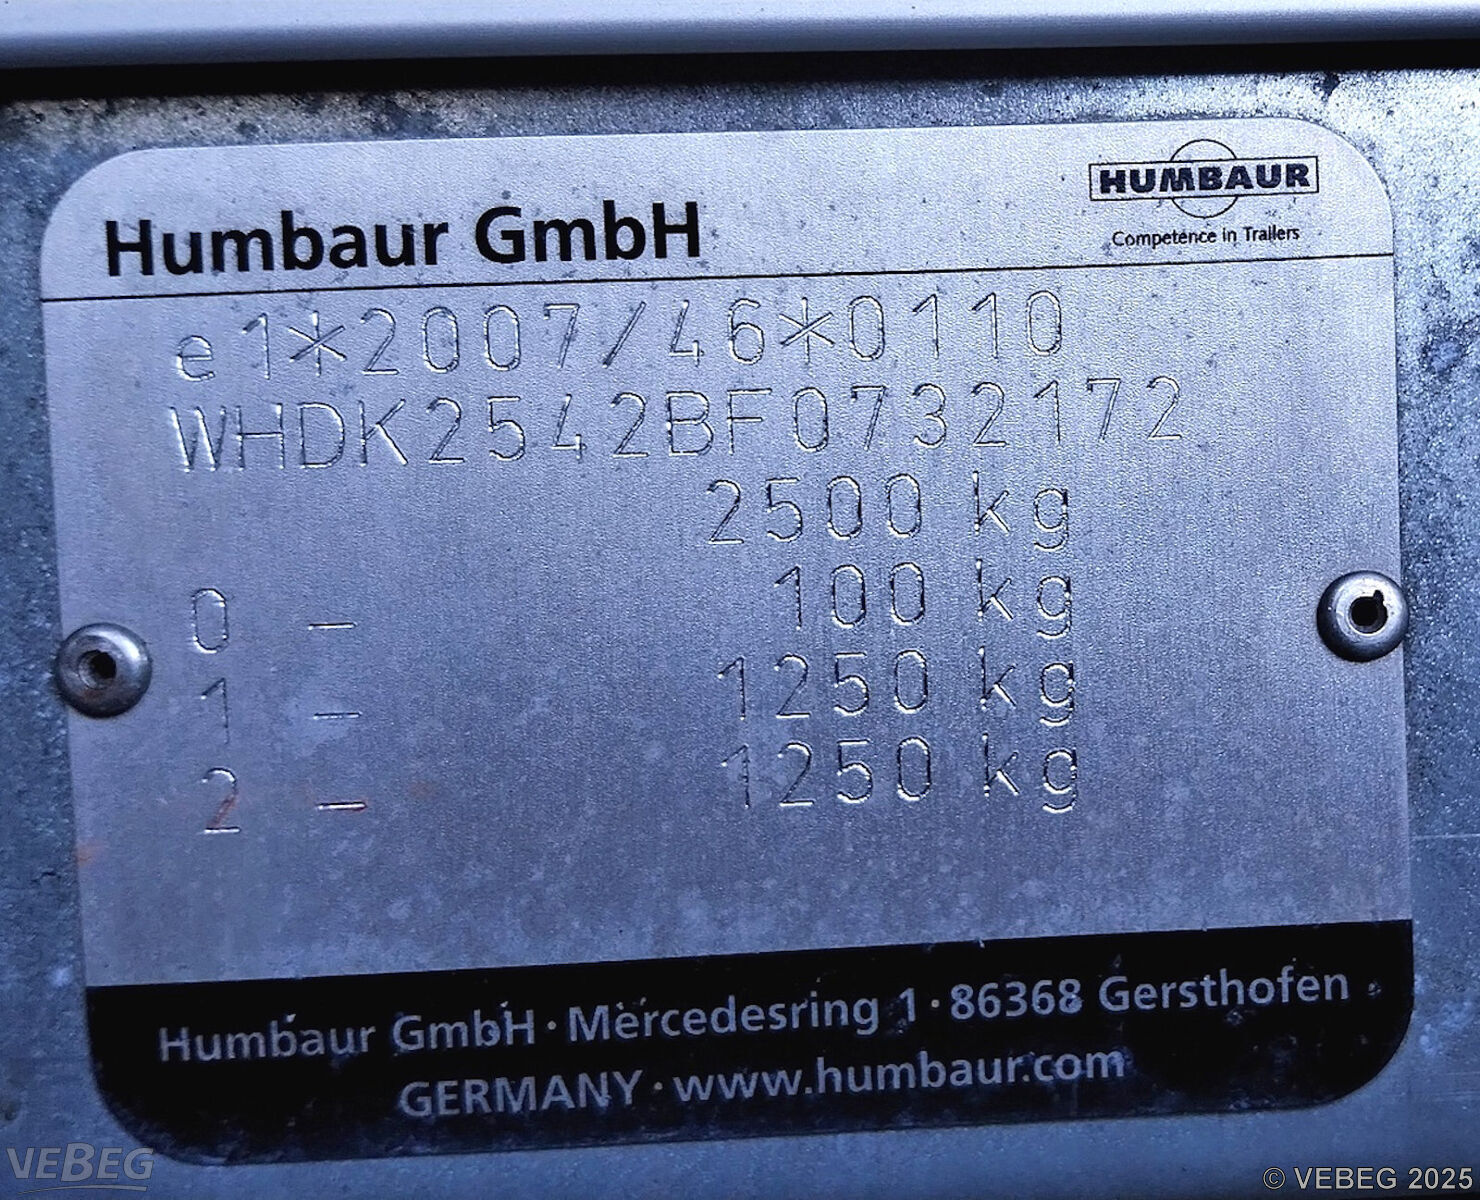 HUMBAUR
Competence in Trailers
Humbaur GmbH
e1*2007/46*0110
WHDK2542BF0732172
2500 kg
0 - 100 kg
1 - 1250 kg
2 - 1250 kg
Humbaur GmbH · Mercedesring 1 · 86368 Gersthofen
GERMANY · www.humbaur.com
VEBEG
© VEBEG 2025